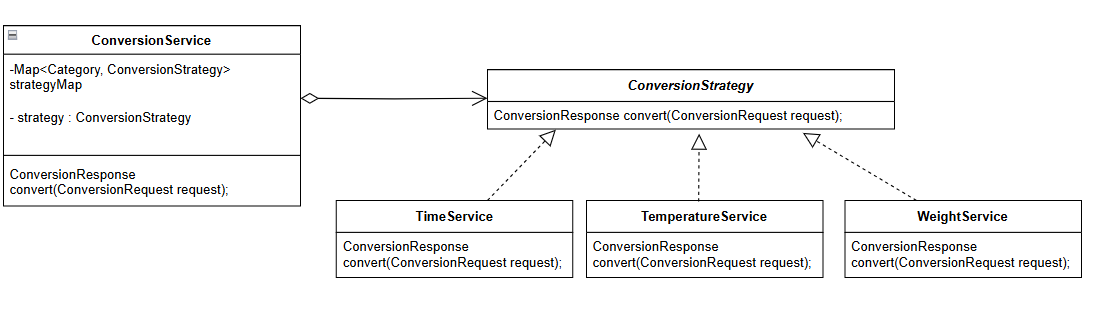 ConversionService
-Map<Category, ConversionStrategy>
strategyMap
- strategy : ConversionStrategy
ConversionResponse
convert(ConversionRequest request);
ConversionStrategy
ConversionResponse convert(ConversionRequest request);
TimeService
ConversionResponse
convert(ConversionRequest request);
TemperatureService
ConversionResponse
convert(ConversionRequest request);
WeightService
ConversionResponse
convert(ConversionRequest request);